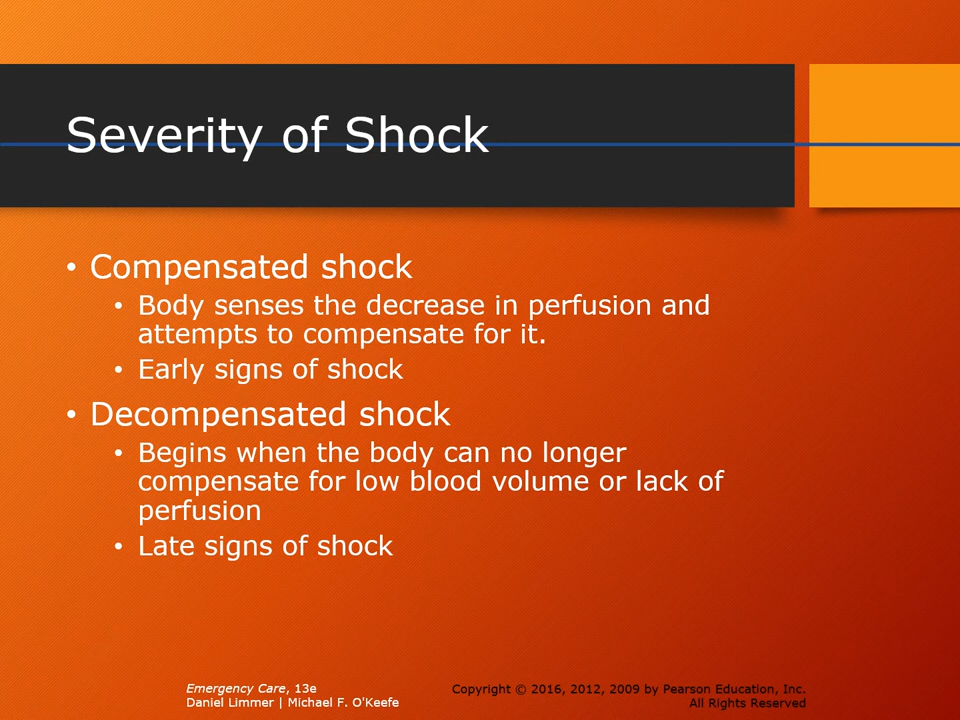 Severity of Shock
• Compensated shock
• Body senses the decrease in perfusion and
attempts to compensate for it.
• Early signs of shock
• Decompensated shock
• Begins when the body can no longer
compensate for low blood volume or lack of
perfusion
• Late signs of shock
Emergency Care, 13e
Daniel Limmer | Michael F. O'Keefe
Copyright © 2016, 2012, 2009 by Pearson Education, Inc.
All Rights Reserved